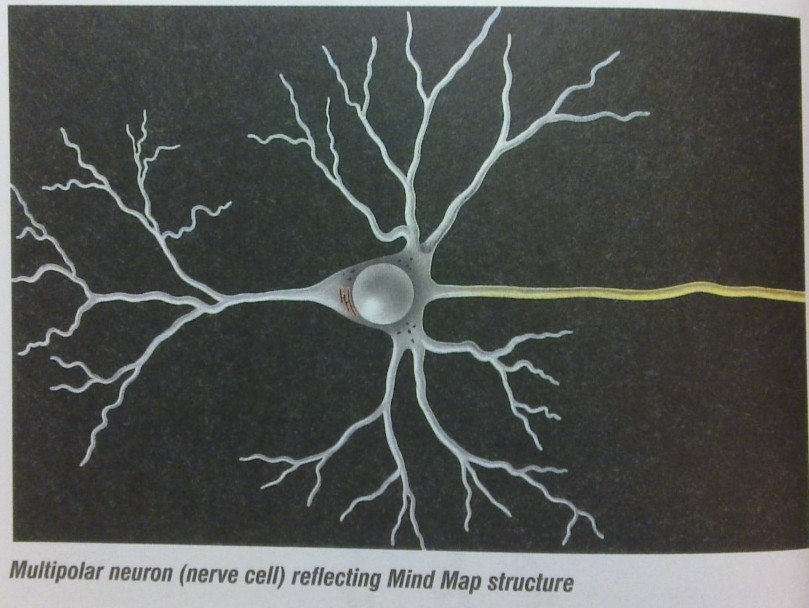 Multipolar neuron (nerve cell) reflecting Mind Map structure